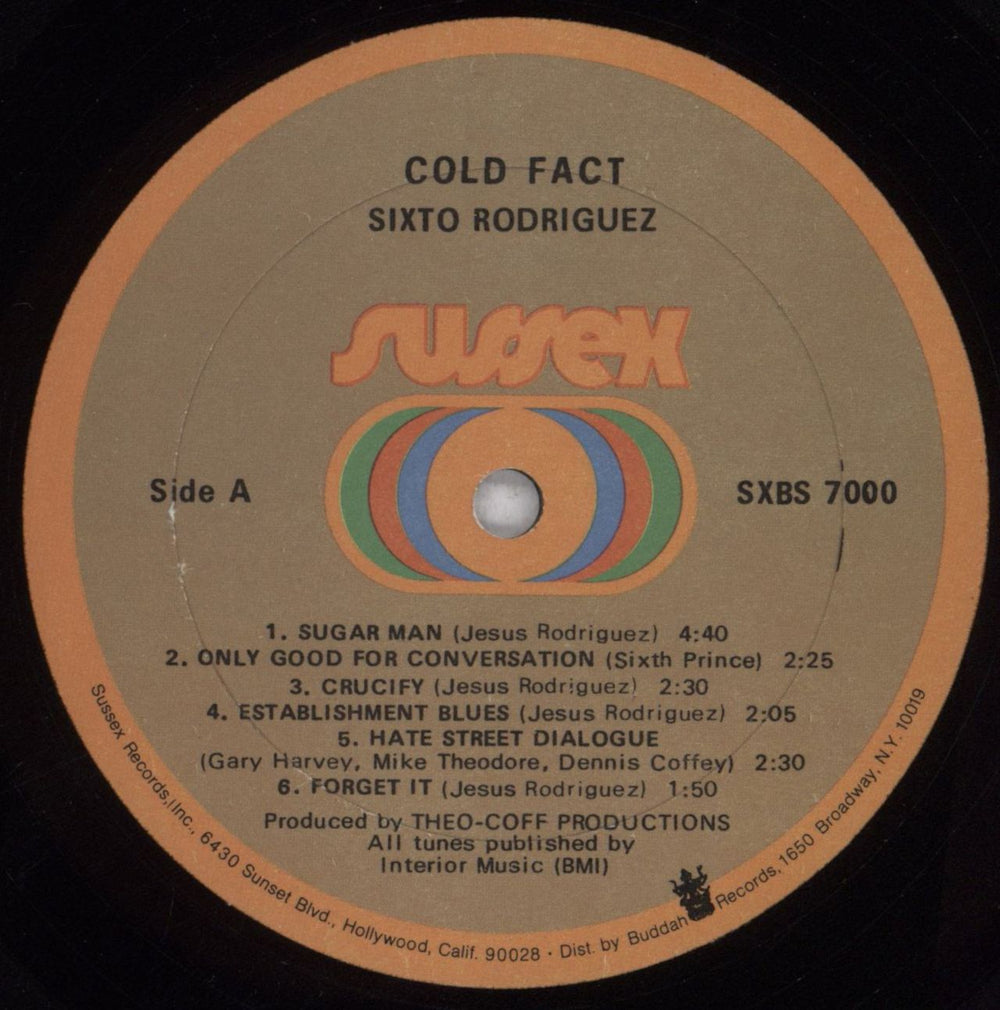 COLD FACT
SIXTO RODRIGUEZ
sussex
Side A
SXBS 7000
1. SUGAR MAN (Jesus Rodriguez) 4:40
2. ONLY GOOD FOR CONVERSATION (Sixth Prince) 2:25
3. CRUCIFY (Jesus Rodriguez) 2:30
4. ESTABLISHMENT BLUES (Jesus Rodriguez) 2:05
5. HATE STREET DIALOGUE
(Gary Harvey, Mike Theodore, Dennis Coffey) 2:30
6. FORGET IT (Jesus Rodriguez) 1:50
Produced by THEO-COFF PRODUCTIONS
All tunes published by
Interior Music (BMI)
Sussex Records, Inc., 6430 Sunset Blvd., Hollywood, Calif. 90028 · Dist. by Buddah Records, 1650 Broadway, N.Y. 10019